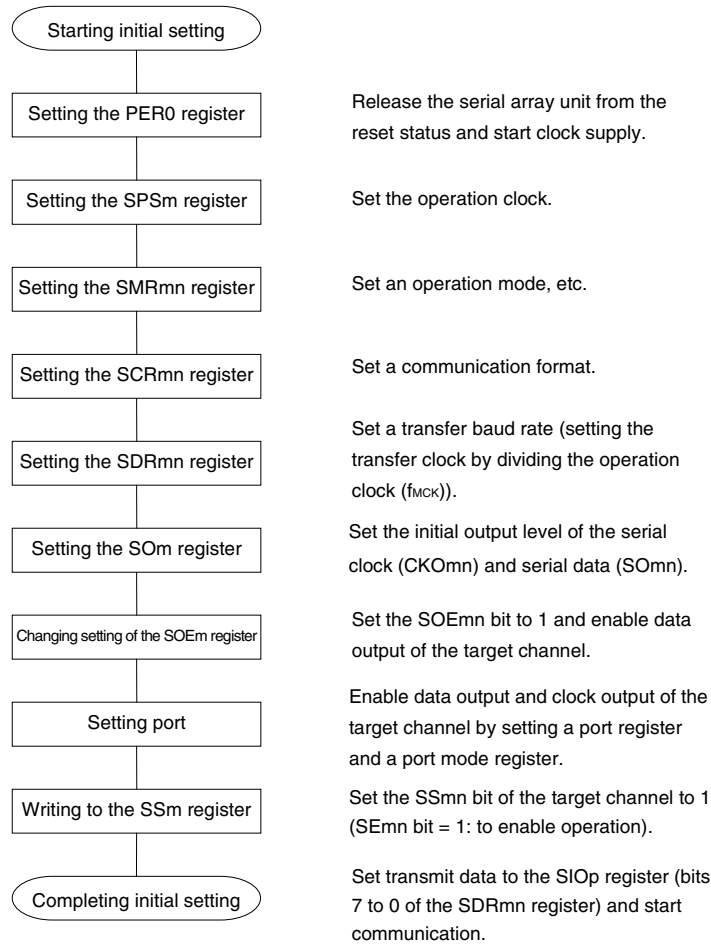 Starting initial setting
Setting the PER0 register
Release the serial array unit from the
reset status and start clock supply.
Setting the SPSm register
Set the operation clock.
Setting the SMRmn register
Set an operation mode, etc.
Setting the SCRmn register
Set a communication format.
Setting the SDRmn register
Set a transfer baud rate (setting the
transfer clock by dividing the operation
clock (fMCK)).
Setting the SOm register
Set the initial output level of the serial
clock (CKOmn) and serial data (SOmn).
Changing setting of the SOEm register
Set the SOEmn bit to 1 and enable data
output of the target channel.
Setting port
Enable data output and clock output of the
target channel by setting a port register
and a port mode register.
Writing to the SSm register
Set the SSmn bit of the target channel to 1
(SEmn bit = 1: to enable operation).
Completing initial setting
Set transmit data to the SIOp register (bits
7 to 0 of the SDRmn register) and start
communication.